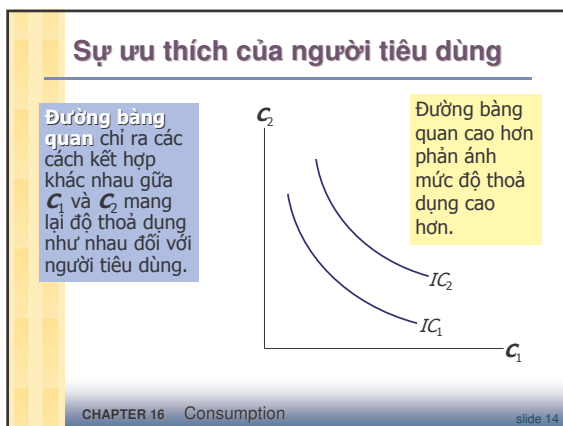 Sự ưu thích của người tiêu dùng
Đường bàng
quan chỉ ra các
cách kết hợp
khác nhau gữa
C1 và C2 mang
lại độ thoả dụng
như nhau đối với
người tiêu dùng.
C2
Đường bàng
quan cao hơn
phản ánh
mức độ thoả
dụng cao
hơn.
IC2
IC1
C1
CHAPTER 16 Consumption
slide 14